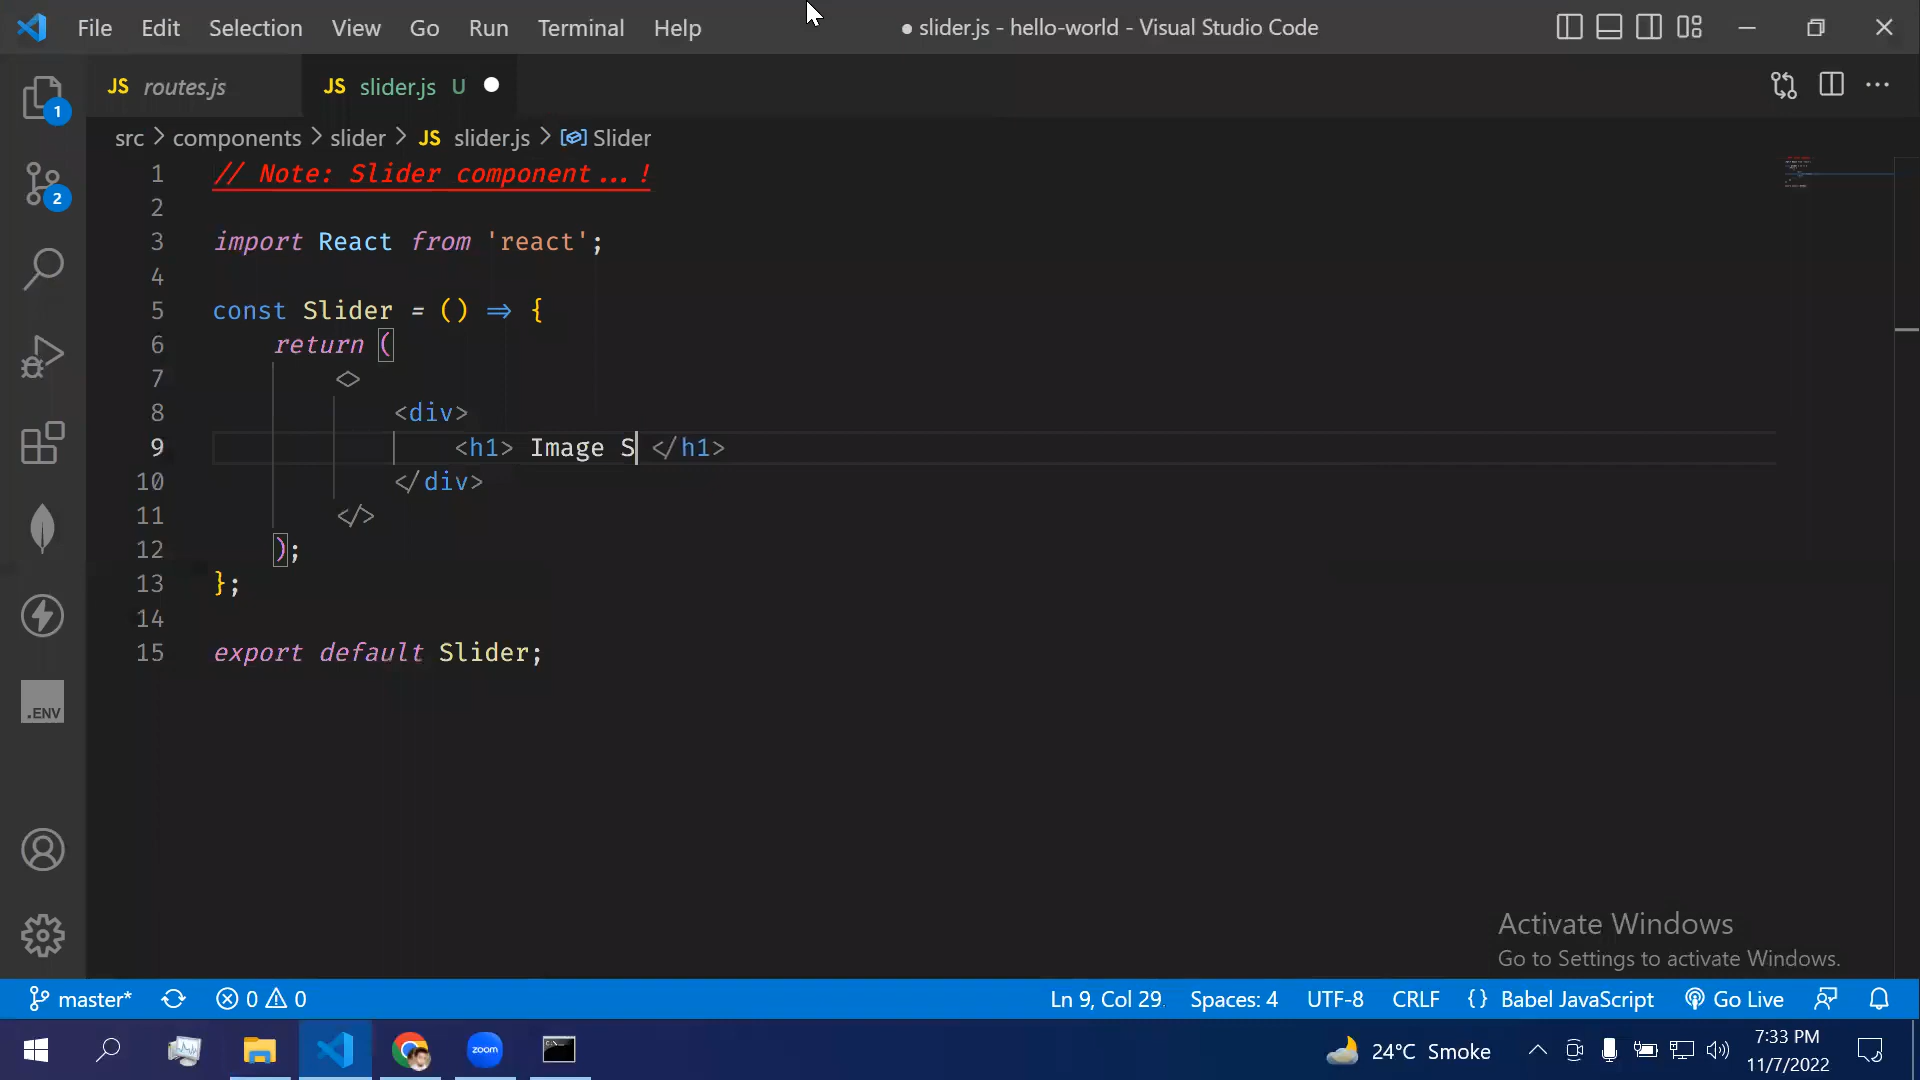 File Edit Selection View Go Run Terminal Help ● slider.js - hello-world - Visual Studio Code
JS routes.js JS slider.js U ●
src > components > slider > JS slider.js > Slider
1 // Note: Slider component...!
2
3 import React from 'react';
4
5 const Slider = () => {
6 return (
7 <>
8 <div>
9 <h1> Image S </h1>
10 </div>
11 </>
12 );
13 };
14
15 export default Slider;
1
2
.ENV
Activate Windows
Go to Settings to activate Windows.
master* 0 0 Ln 9, Col 29 Spaces: 4 UTF-8 CRLF {} Babel JavaScript Go Live
zoom 24°C Smoke 7:33 PM
11/7/2022